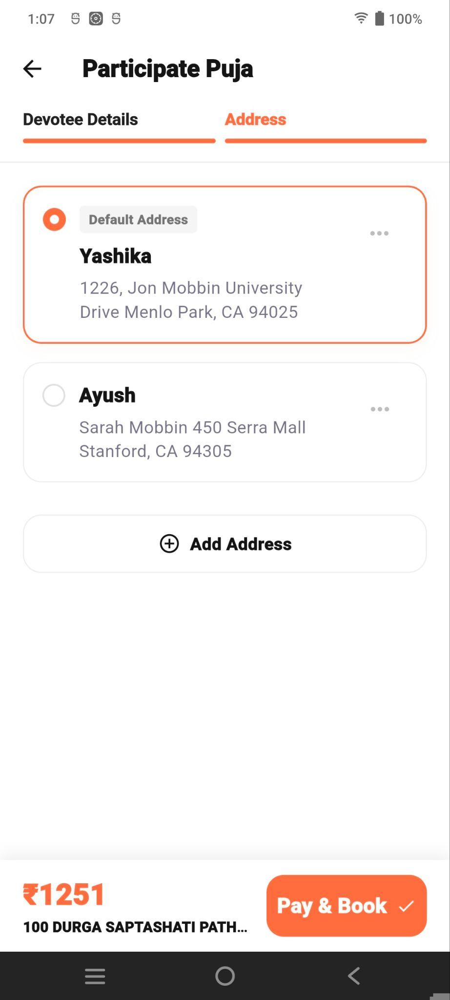 1:07
100%
Participate Puja
Devotee Details
Address
Default Address
Yashika
1226, Jon Mobbin University
Drive Menlo Park, CA 94025
Ayush
Sarah Mobbin 450 Serra Mall
Stanford, CA 94305
Add Address
₹1251
100 DURGA SAPTASHATI PATH...
Pay & Book